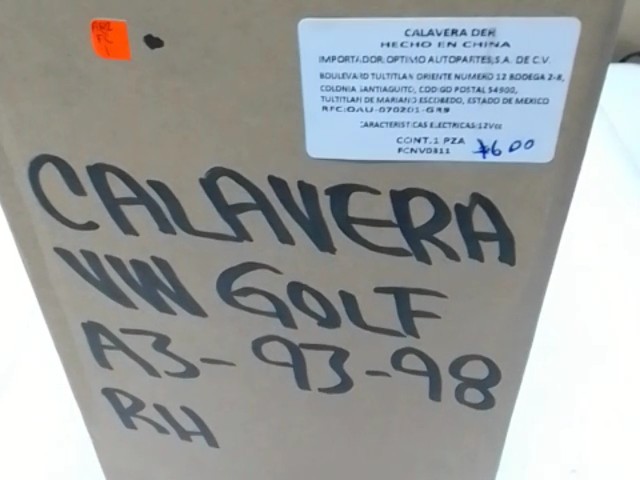 CALAVERA DER
HECHO EN CHINA
IMPORTADOR: OPTIMO AUTOPARTES,S.A. DE C.V.
BOULEVARD TULTITLAN ORIENTE NUMERO 12 BODEGA 2-8,
COLONIA SANTIAGUITO, CODIGO POSTAL 54900,
TULTITLAN DE MARIANO ESCOBEDO, ESTADO DE MEXICO
CARACTERISTICAS ELECTRICAS:12Vcc
CONT.1 PZA
FCNV0311
CALAVERA
VW GOLF
A3-93-98
RH